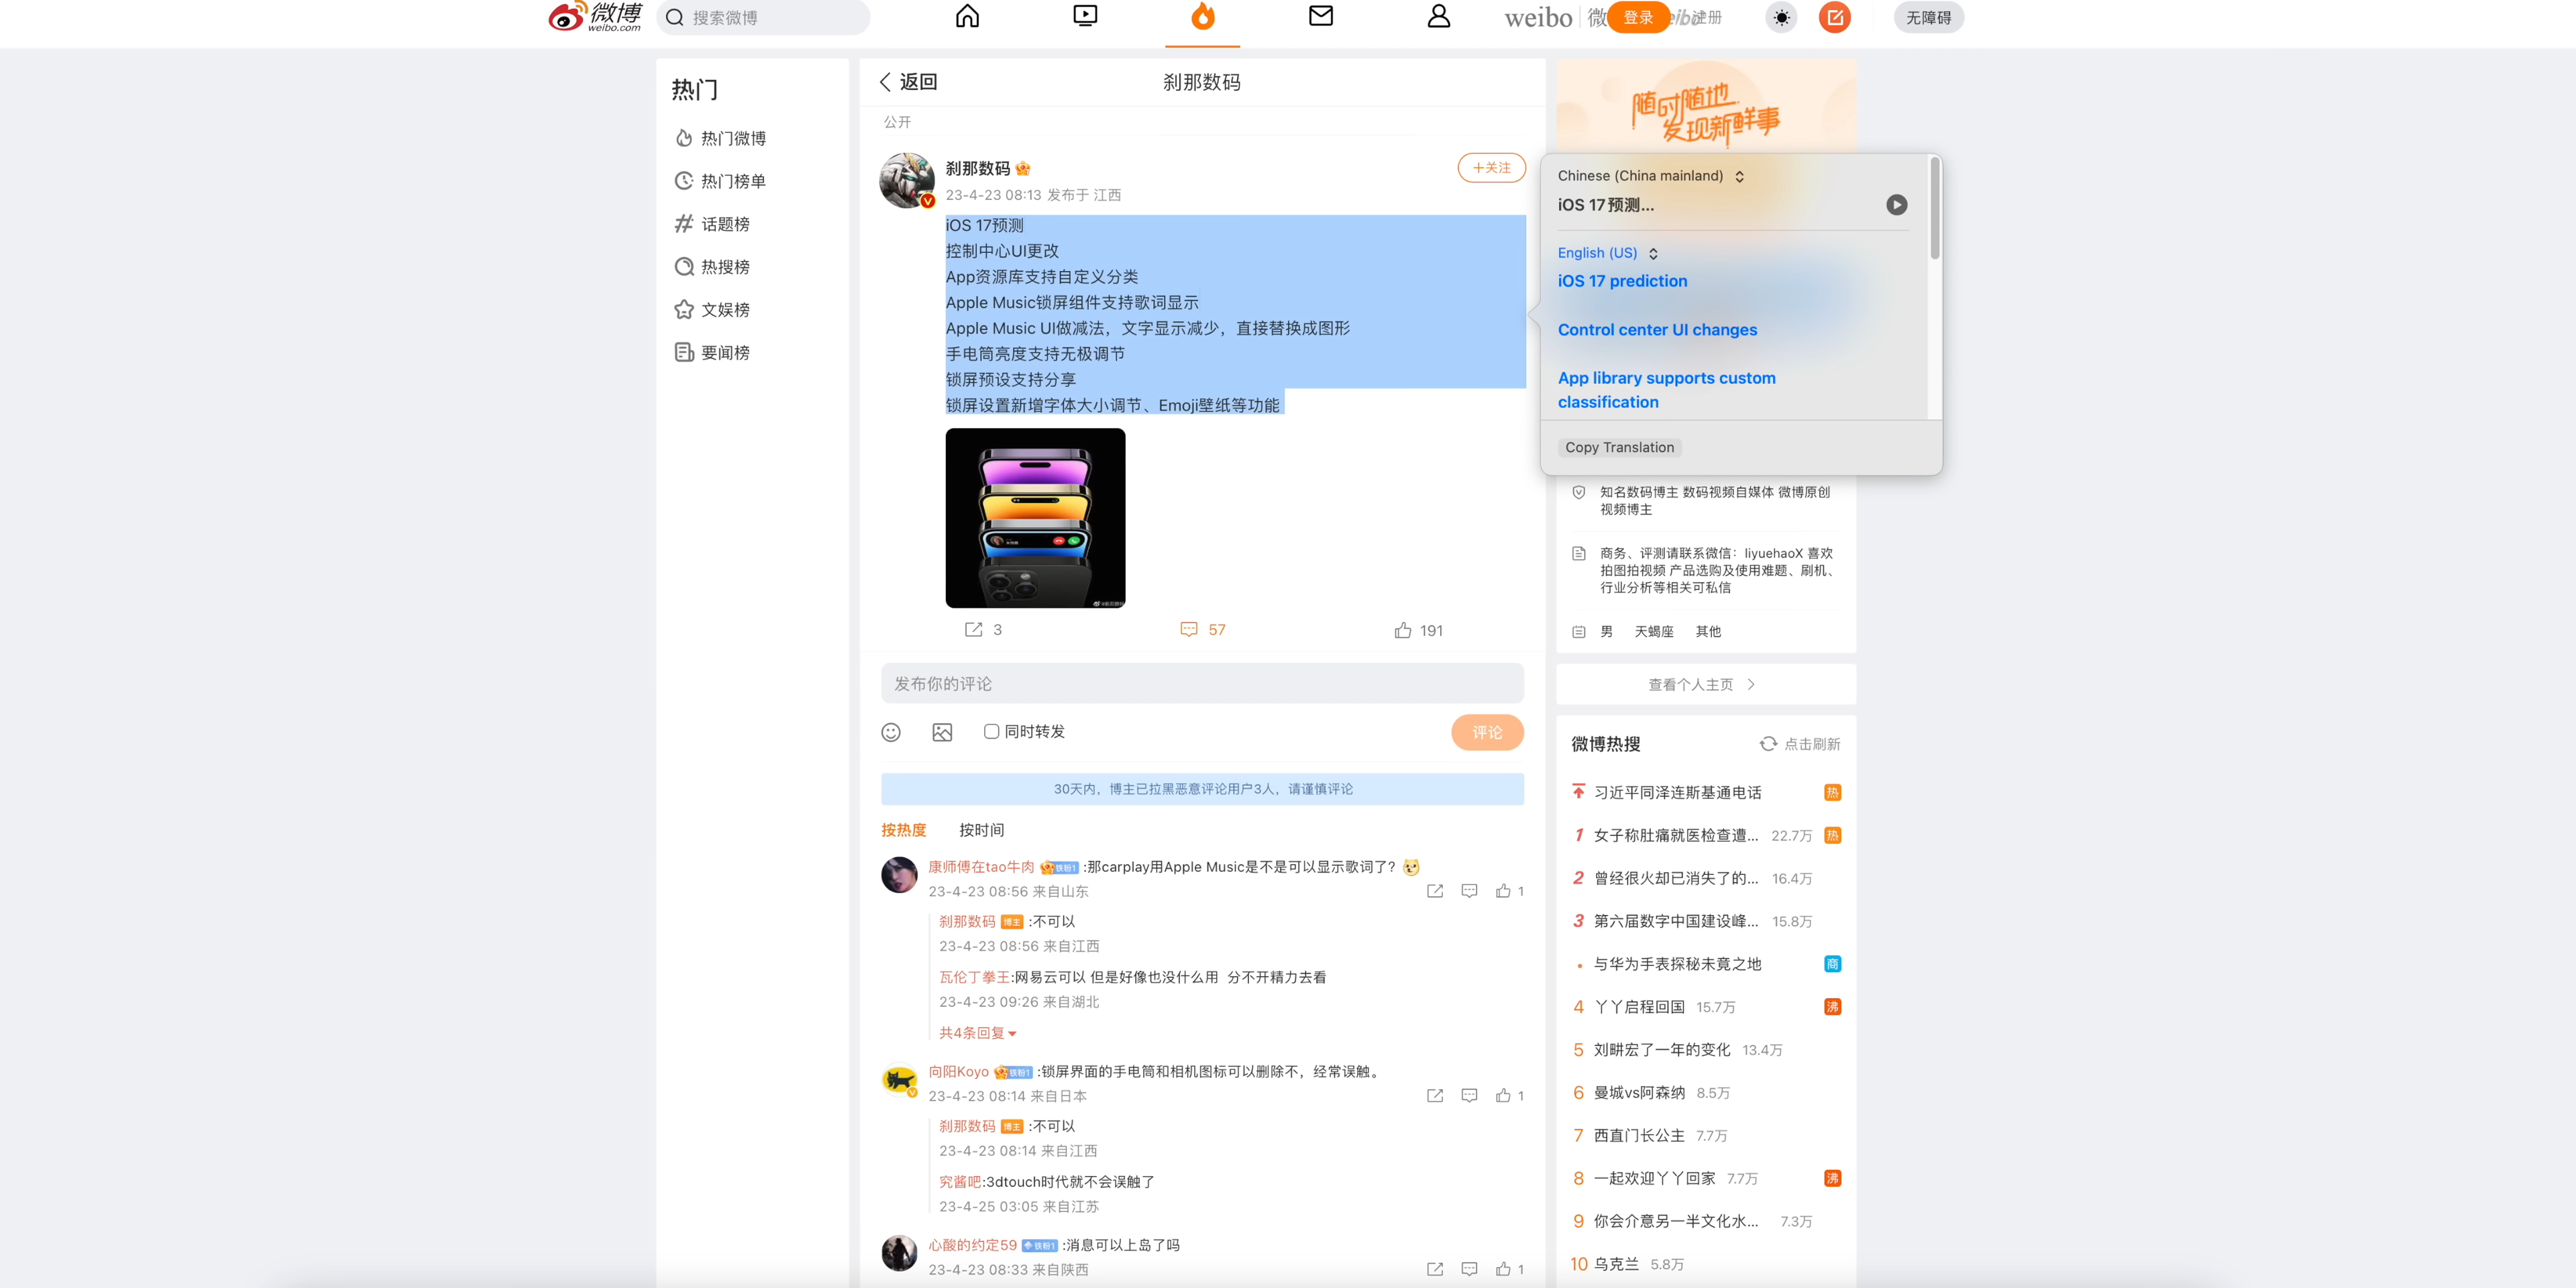 微博
weibo.com
搜索微博
weibo
微
登录
注册
无障碍
热门
热门微博
热门榜单
话题榜
热搜榜
文娱榜
要闻榜
返回
刹那数码
公开
刹那数码
23-4-23 08:13 发布于 江西
+关注
iOS 17预测
控制中心UI更改
App资源库支持自定义分类
Apple Music锁屏组件支持歌词显示
Apple Music UI做减法，文字显示减少，直接替换成图形
手电筒亮度支持无极调节
锁屏预设支持分享
锁屏设置新增字体大小调节、Emoji壁纸等功能
3
57
191
发布你的评论
同时转发
评论
30天内，博主已拉黑恶意评论用户3人，请谨慎评论
按热度 按时间
康师傅在tao牛肉 铁粉1 :那carplay用Apple Music是不是可以显示歌词了?
23-4-23 08:56 来自山东
1
刹那数码 博主 :不可以
23-4-23 08:56 来自江西
瓦伦丁拳王:网易云可以 但是好像也没什么用 分不开精力去看
23-4-23 09:26 来自湖北
共4条回复
向阳Koyo 铁粉1 :锁屏界面的手电筒和相机图标可以删除不，经常误触。
23-4-23 08:14 来自日本
1
刹那数码 博主 :不可以
23-4-23 08:14 来自江西
究酱吧:3dtouch时代就不会误触了
23-4-25 03:05 来自江苏
心酸的约定59 铁粉1 :消息可以上岛了吗
23-4-23 08:33 来自陕西
1
随时随地
发现新鲜事
Chinese (China mainland)
iOS 17预测...
English (US)
iOS 17 prediction
Control center UI changes
App library supports custom
classification
Copy Translation
知名数码博主 数码视频自媒体 微博原创
视频博主
商务、评测请联系微信：liyuehaoX 喜欢
拍图拍视频 产品选购及使用难题、刷机、
行业分析等相关可私信
男 天蝎座 其他
查看个人主页
微博热搜 点击刷新
习近平同泽连斯基通电话 热
1 女子称肚痛就医检查遭... 22.7万 热
2 曾经很火却已消失了的... 16.4万
3 第六届数字中国建设峰... 15.8万
• 与华为手表探秘未竟之地 商
4 丫丫启程回国 15.7万 沸
5 刘畊宏了一年的变化 13.4万
6 曼城vs阿森纳 8.5万
7 西直门长公主 7.7万
8 一起欢迎丫丫回家 7.7万 沸
9 你会介意另一半文化水... 7.3万
10 乌克兰 5.8万